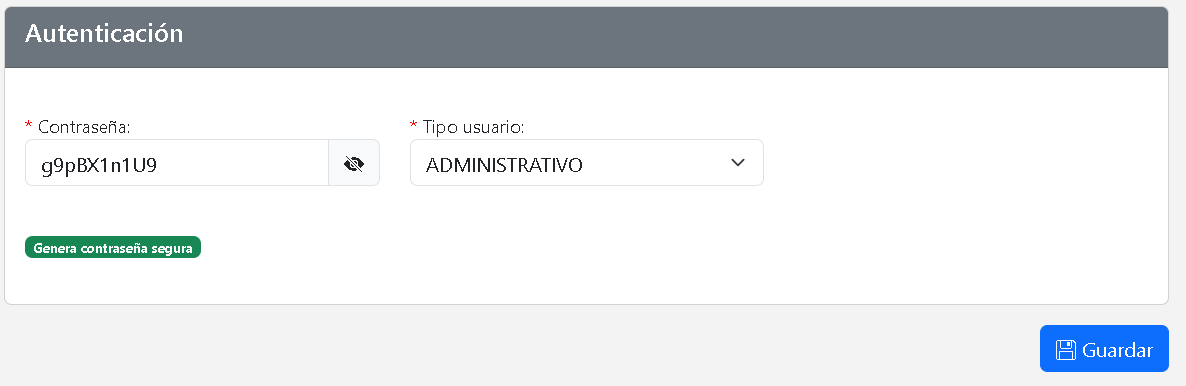 Autenticación
* Contraseña:
* Tipo usuario:
g9pBX1n1U9
ADMINISTRATIVO
Genera contraseña segura
Guardar